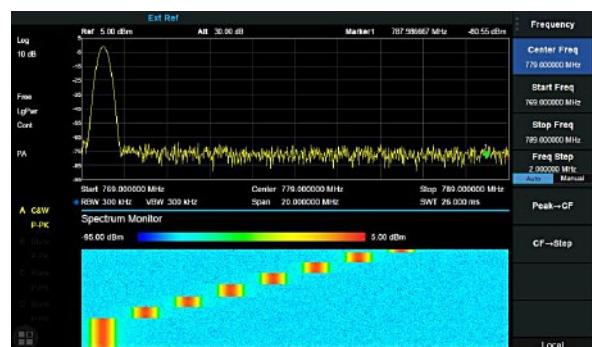 Ext Ref
Ref 5.00 dBm Att 30.00 dB Marker1 787.986667 MHz -80.55 dBm
Log
10 dB
Free
LgPwr
Cont
PA
Start 769.000000 MHz Center 779.000000 MHz Stop 789.000000 MHz
RBW 300 kHz VBW 300 kHz Span 20.000000 MHz SWT 26.000 ms
A C&W
P-PK
Spectrum Monitor
-95.00 dBm 5.00 dBm
Frequency
Center Freq
779.000000 MHz
Start Freq
769.000000 MHz
Stop Freq
789.000000 MHz
Freq Step
2.000000 MHz
Auto Manual
Peak→CF
CF→Step
Local